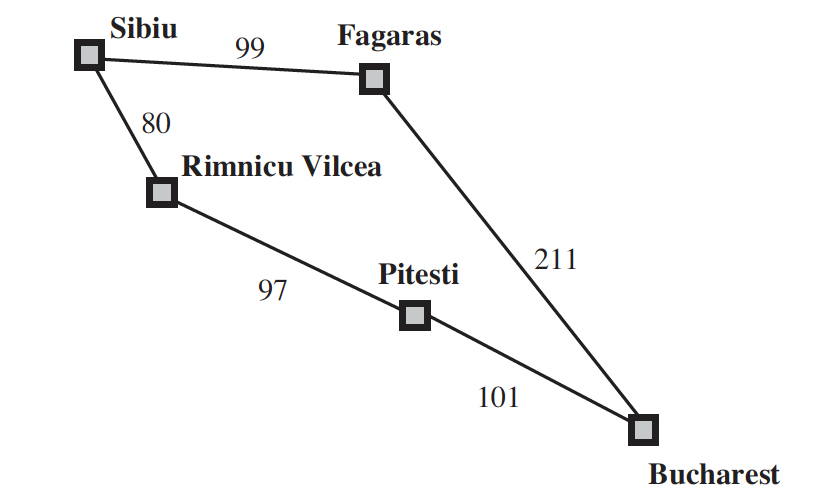 Sibiu
99
Fagaras
80
Rimnicu Vilcea
211
Pitesti
97
101
Bucharest